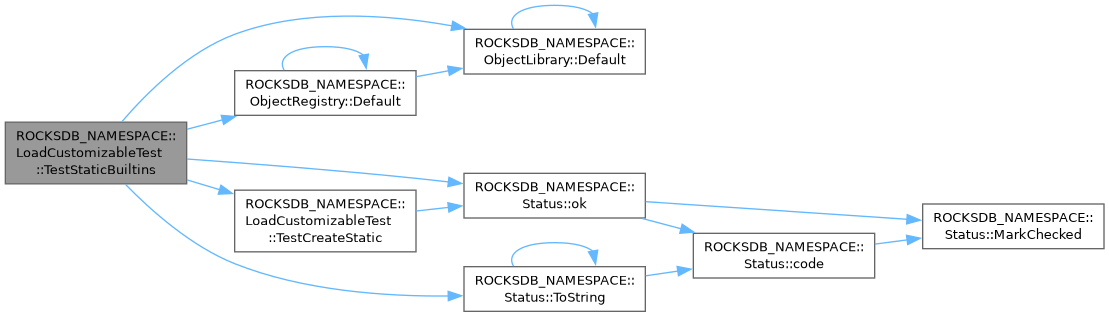 ROCKSDB_NAMESPACE::
LoadCustomizableTest
::TestStaticBuiltins
ROCKSDB_NAMESPACE::
ObjectRegistry::Default
ROCKSDB_NAMESPACE::
ObjectLibrary::Default
ROCKSDB_NAMESPACE::
LoadCustomizableTest
::TestCreateStatic
ROCKSDB_NAMESPACE::
Status::ok
ROCKSDB_NAMESPACE::
Status::ToString
ROCKSDB_NAMESPACE::
Status::code
ROCKSDB_NAMESPACE::
Status::MarkChecked